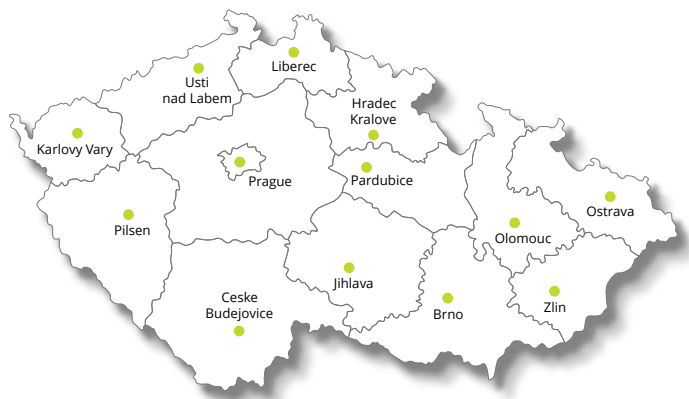 Liberec
Usti
nad Labem
Hradec
Kralove
Karlovy Vary
Prague
Pardubice
Ostrava
Pilsen
Olomouc
Jihlava
Ceske
Budejovice
Brno
Zlin